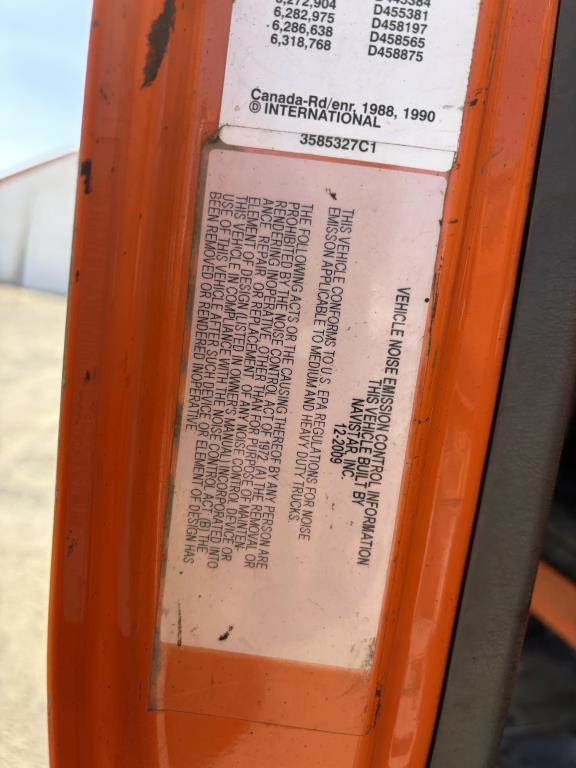 6,272,904
6,282,975
6,286,638
6,318,768
D455381
D458197
D458565
D458875
Canada-Rd/enr, 1988, 1990
© INTERNATIONAL
3585327C1
VEHICLE NOISE EMISSION CONTROL INFORMATION
THIS VEHICLE BUILT BY
NAVISTAR, INC.
12-2009
THIS VEHICLE CONFORMS TO U S EPA REGULATIONS FOR NOISE
EMISSON APPLICABLE TO MEDIUM AND HEAVY DUTY TRUCKS.
THE FOLLOWING ACTS OR THE CAUSING THEREOF BY ANY PERSON ARE
PROHIBITED BY THE NOISE CONTROL ACT OF 1972 (A) THE REMOVAL OR
RENDERING INOPERATIVE, OTHER THAN FOR PURPOSE OF MAINTEN-
ANCE, REPAIR OR REPLACEMENT OF ANY NOISE CONTROL DEVICE OR
ELEMENT OF DESIGN (LISTED IN OWNER'S MANUAL) INCORPORATED INTO
THIS VEHICLE IN COMPLIANCE WITH THE NOISE CONTROL ACT (B) THE
USE OF THIS VEHICLE AFTER SUCH DEVICE OR ELEMENT OF DESIGN HAS
BEEN REMOVED OR RENDERED INOPERATIVE